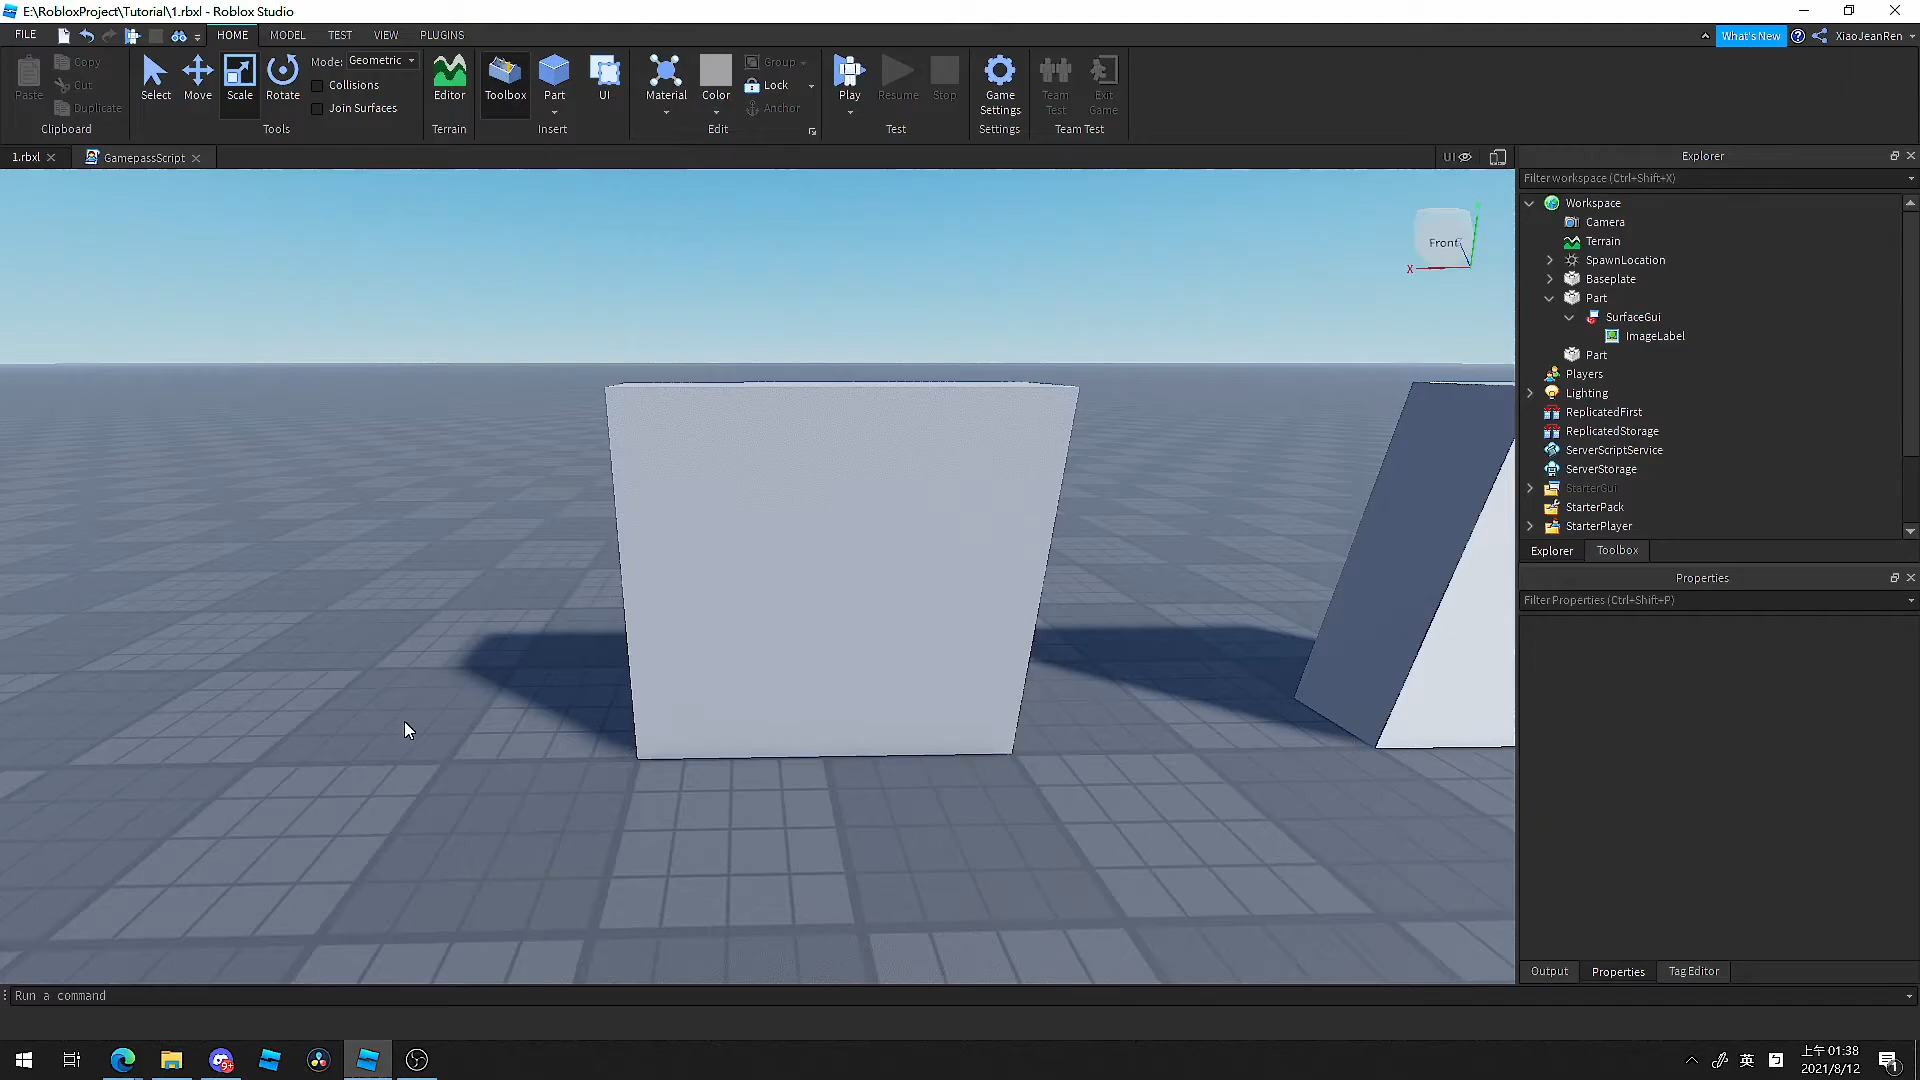 E:\RobloxProject\Tutorial\1.rbxl - Roblox Studio
FILE HOME MODEL TEST VIEW PLUGINS What's New XiaoJeanRen
Paste Copy Cut Duplicate Clipboard
Select Move Scale Rotate Mode: Geometric Collisions Join Surfaces Tools
Editor Terrain
Toolbox Part UI Insert
Material Color Group Lock Anchor Edit
Play Resume Stop Test
Game Settings Settings
Team Test Exit Game Team Test
1.rbxl GamepassScript UI
Front
X
Explorer
Filter workspace (Ctrl+Shift+X)
Workspace
Camera
Terrain
SpawnLocation
Baseplate
Part
SurfaceGui
ImageLabel
Part
Players
Lighting
ReplicatedFirst
ReplicatedStorage
ServerScriptService
ServerStorage
StarterGui
StarterPack
StarterPlayer
Explorer Toolbox
Properties
Filter Properties (Ctrl+Shift+P)
Output Properties Tag Editor
Run a command
9+
英 上午 01:38
2021/8/12
1